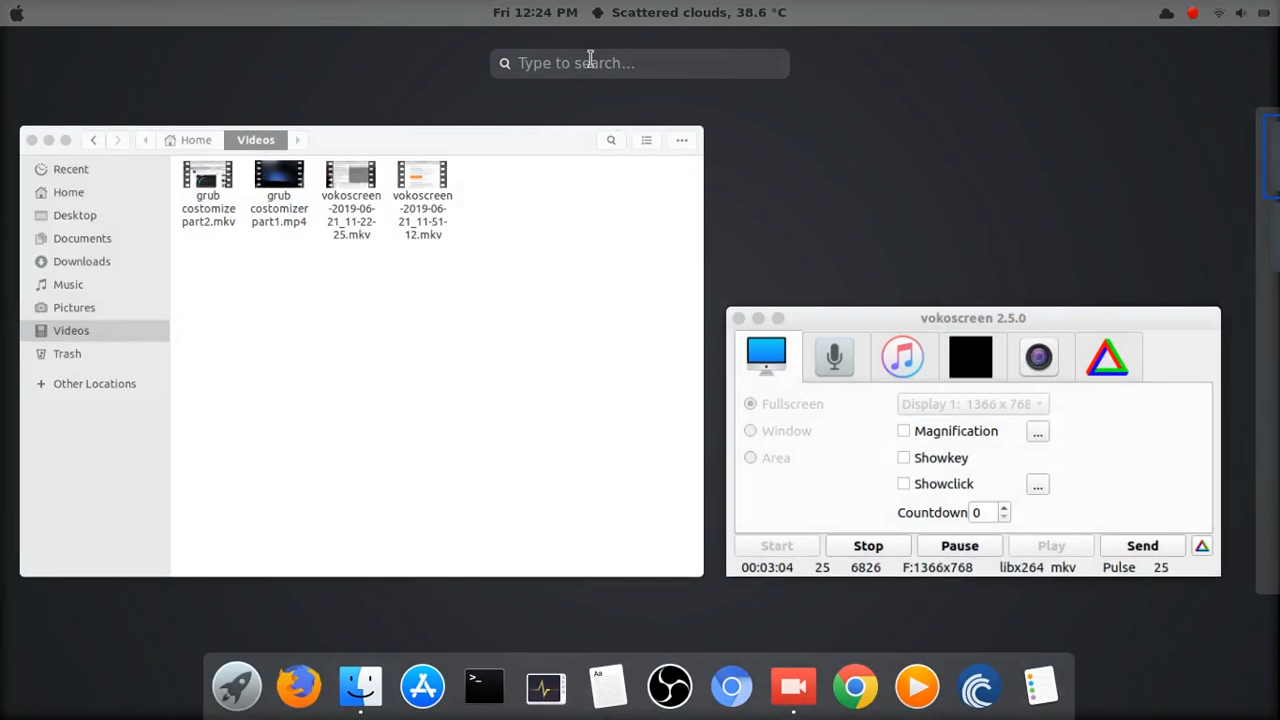 Fri 12:24 PM
Scattered clouds, 38.6 °C
Type to search...
Home
Videos
Recent
Home
Desktop
Documents
Downloads
Music
Pictures
Videos
Trash
+ Other Locations
grub
costomize
part2.mkv
grub
costomizer
part1.mp4
vokoscreen
-2019-06-
21_11-22-
25.mkv
vokoscreen
-2019-06-
21_11-51-
12.mkv
vokoscreen 2.5.0
Fullscreen
Display 1: 1366 x 768
Window
Magnification
...
Area
Showkey
Showclick
...
Countdown 0
Start
Stop
Pause
Play
Send
00:03:04 25 6826 F:1366x768 libx264 mkv Pulse 25
>_
Aa